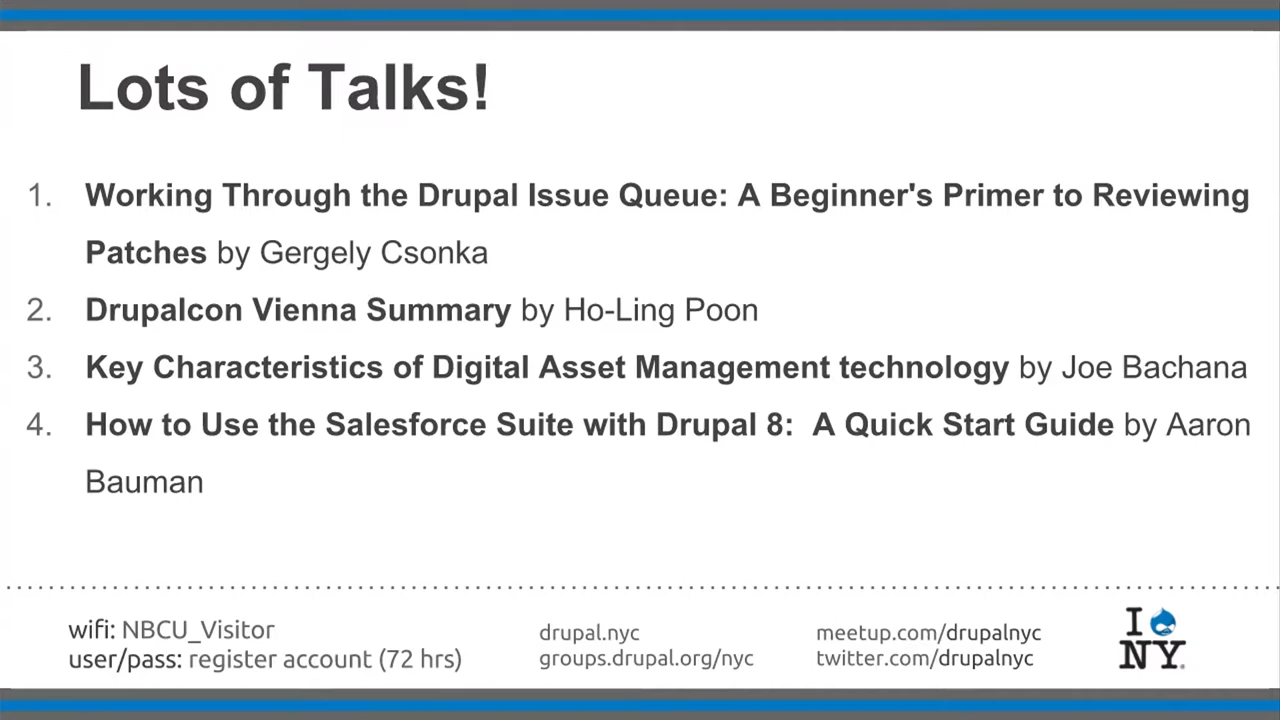 Lots of Talks!
1. Working Through the Drupal Issue Queue: A Beginner's Primer to Reviewing
Patches by Gergely Csonka
2. Drupalcon Vienna Summary by Ho-Ling Poon
3. Key Characteristics of Digital Asset Management technology by Joe Bachana
4. How to Use the Salesforce Suite with Drupal 8:  A Quick Start Guide by Aaron
Bauman
wifi: NBCU_Visitor
user/pass: register account (72 hrs)
drupal.nyc
groups.drupal.org/nyc
meetup.com/drupalnyc
twitter.com/drupalnyc
I
NY